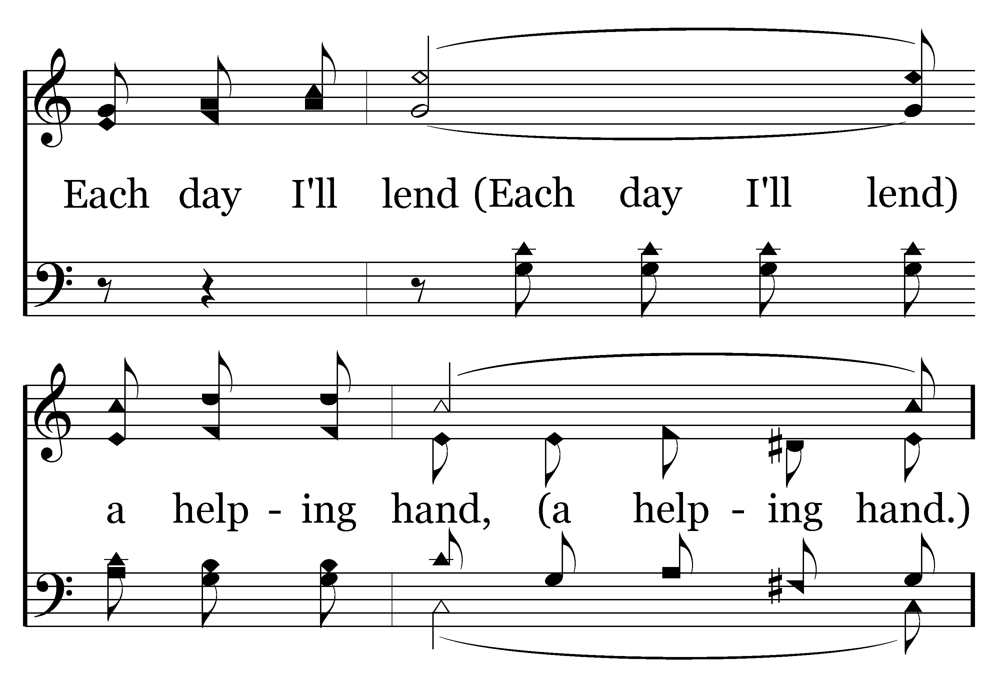 Each day I'll lend (Each day I'll lend)
a help - ing hand, (a help - ing hand.)